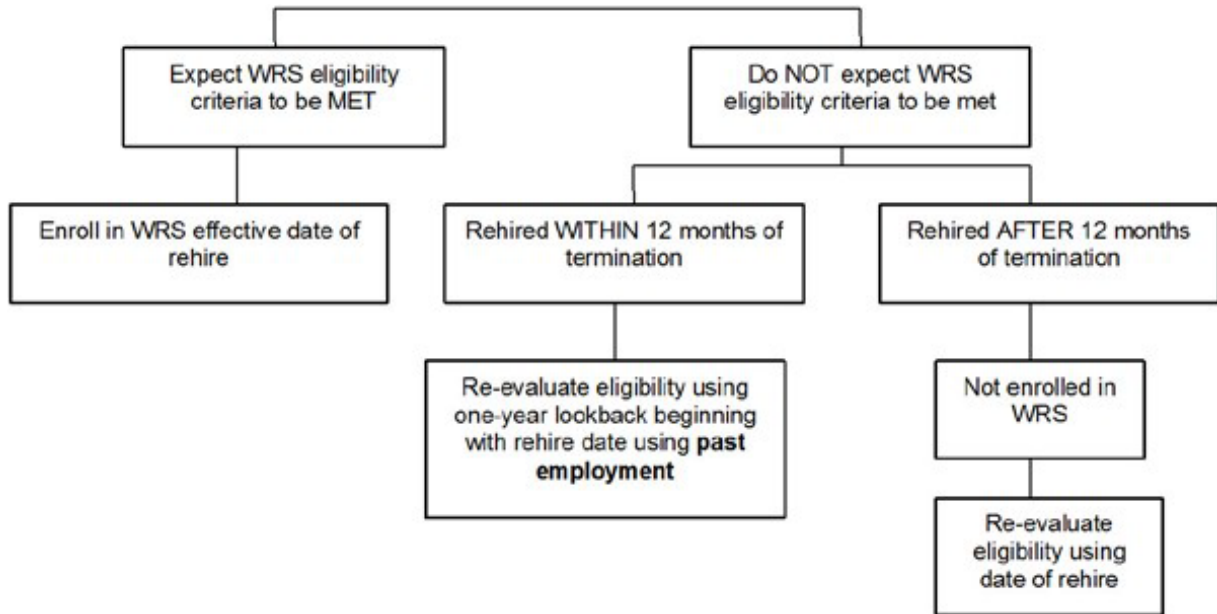 Expect WRS eligibility
criteria to be MET
Do NOT expect WRS
eligibility criteria to be met
Enroll in WRS effective date of
rehire
Rehired WITHIN 12 months of
termination
Rehired AFTER 12 months
of termination
Re-evaluate eligibility using
one-year lookback beginning
with rehire date using past
employment
Not enrolled in
WRS
Re-evaluate
eligibility using
date of rehire